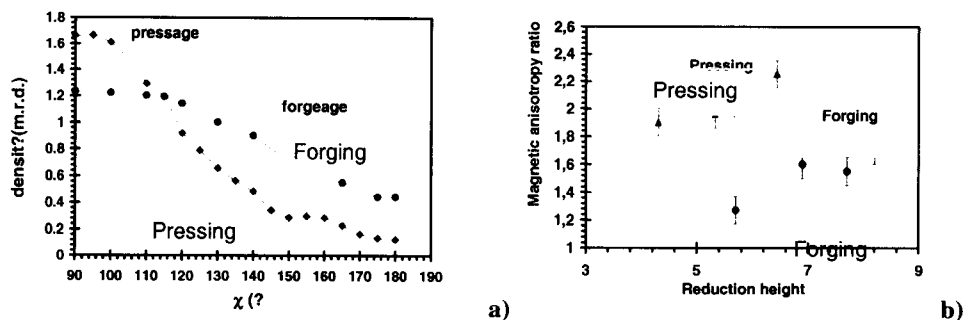 1.8
1.6
1.4
1.2
1
0.8
0.6
0.4
0.2
0
densit?(m.r.d.)
pressage
forgeage
Forging
Pressing
90 100 110 120 130 140 150 160 170 180 190
χ (?
a)
2,6
2,4
2,2
2
1,8
1,6
1,4
1,2
1
Magnetic anisotropy ratio
Pressing
Pressing
Forging
Forging
3 5 7 9
Reduction height
b)